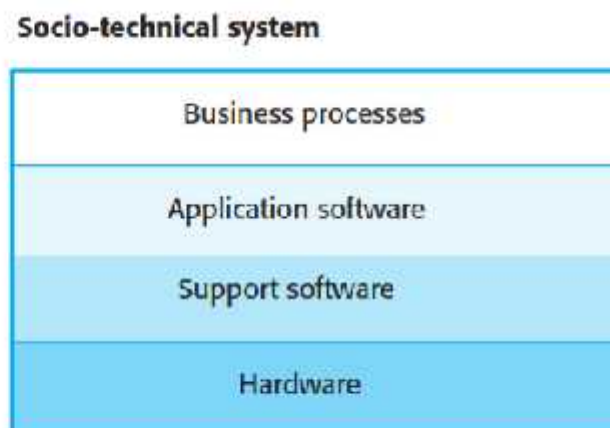 Socio-technical system
Business processes
Application software
Support software
Hardware